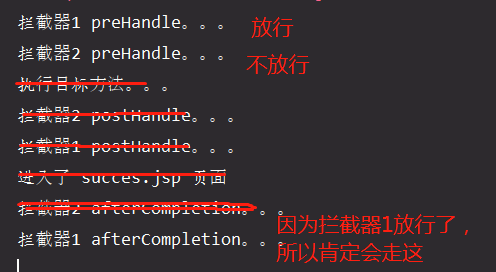 拦截器1 preHandle。。。 放行
拦截器2 preHandle。。。 不放行
执行目标方法。。。
拦截器2 postHandle。。。
拦截器1 postHandle。。。
进入了 succes.jsp 页面
拦截器2 afterCompletion。。。
拦截器1 afterCompletion。。。
因为拦截器1放行了，
所以肯定会走这